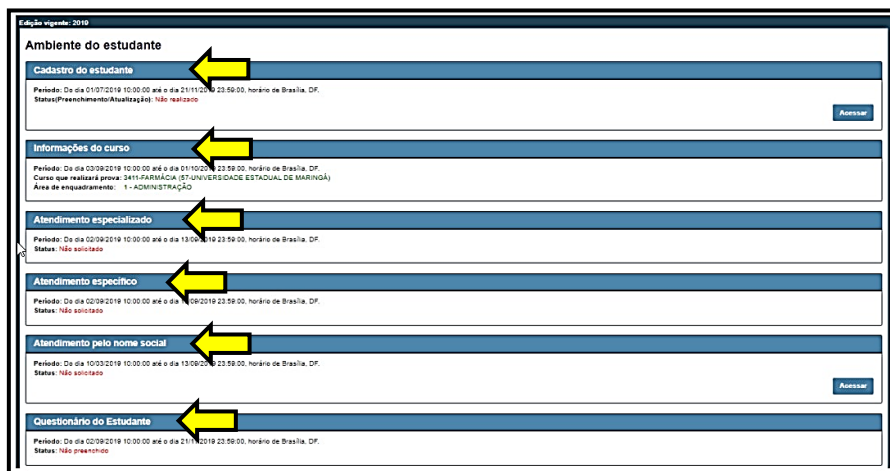 Edição vigente: 2019
Ambiente do estudante
Cadastro do estudante
Período: Do dia 01/07/2019 10:00:00 até o dia 21/11/2019 23:59:00, horário de Brasília, DF.
Status(Preenchimento/Atualização): Não realizado
Acessar
Informações do curso
Período: Do dia 03/09/2019 10:00:00 até o dia 01/10/2019 23:59:00, horário de Brasília, DF.
Curso que realizará prova: 3411-FARMÁCIA (57-UNIVERSIDADE ESTADUAL DE MARINGÁ)
Área de enquadramento: 1 - ADMINISTRAÇÃO
Atendimento especializado
Período: Do dia 02/09/2019 10:00:00 até o dia 13/09/2019 23:59:00, horário de Brasília, DF.
Status: Não solicitado
Atendimento específico
Período: Do dia 02/09/2019 10:00:00 até o dia /09/2019 23:59:00, horário de Brasília, DF.
Status: Não solicitado
Atendimento pelo nome social
Período: Do dia 10/03/2019 10:00:00 até o dia 13/09/2019 23:59:00, horário de Brasília, DF.
Status: Não solicitado
Acessar
Questionário do Estudante
Período: Do dia 02/09/2019 10:00:00 até o dia 21/11/2019 23:59:00, horário de Brasília, DF.
Status: Não preenchido